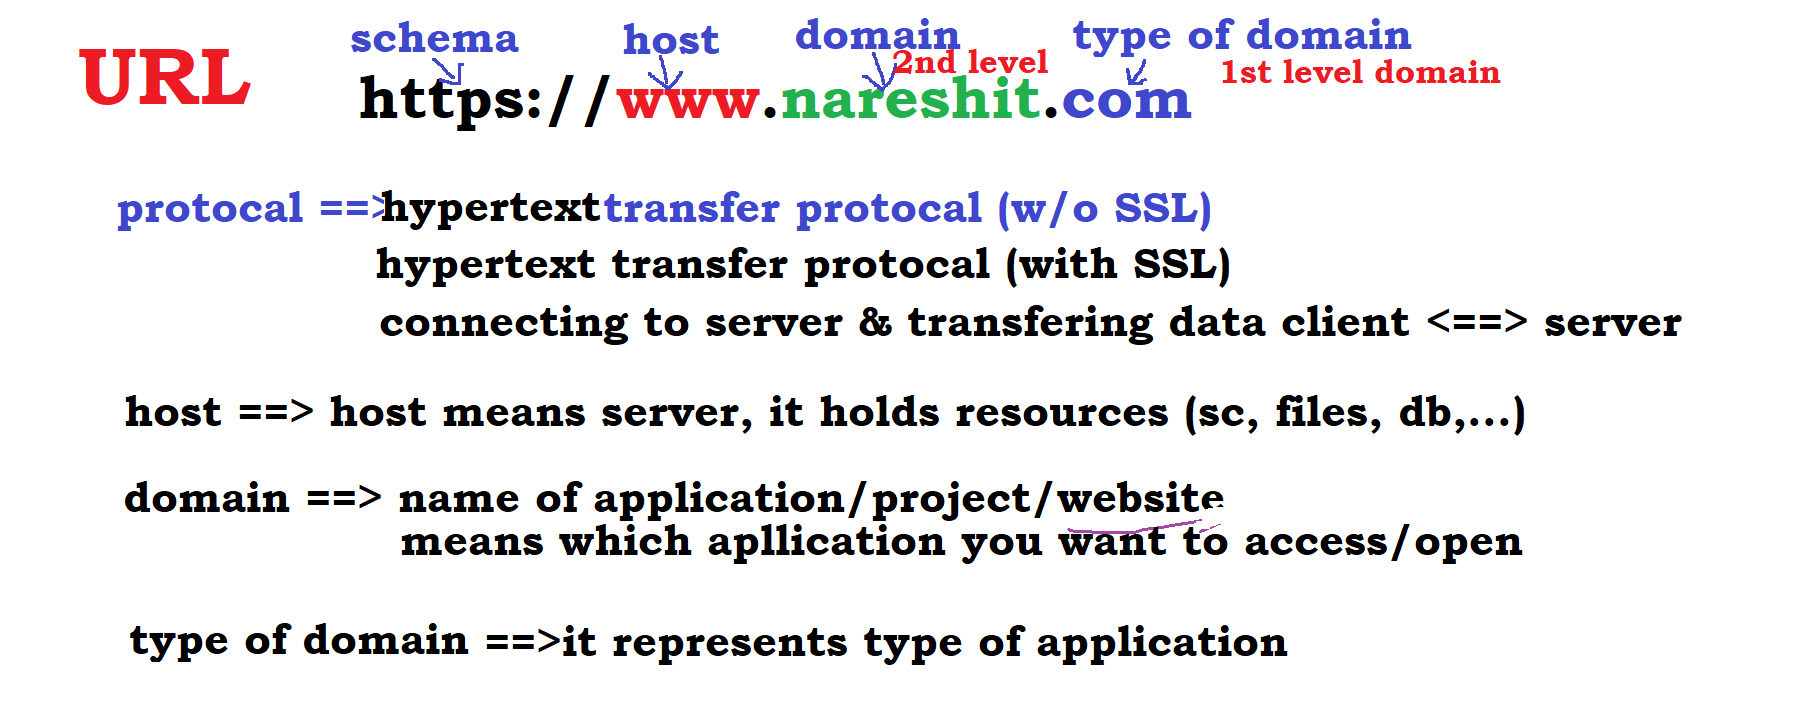 URL
schema host domain type of domain
2nd level 1st level domain
https://www.nareshit.com
protocal ==>hypertext transfer protocal (w/o SSL)
hypertext transfer protocal (with SSL)
connecting to server & transfering data client <==> server
host ==> host means server, it holds resources (sc, files, db,...)
domain ==> name of application/project/website
means which apllication you want to access/open
type of domain ==>it represents type of application